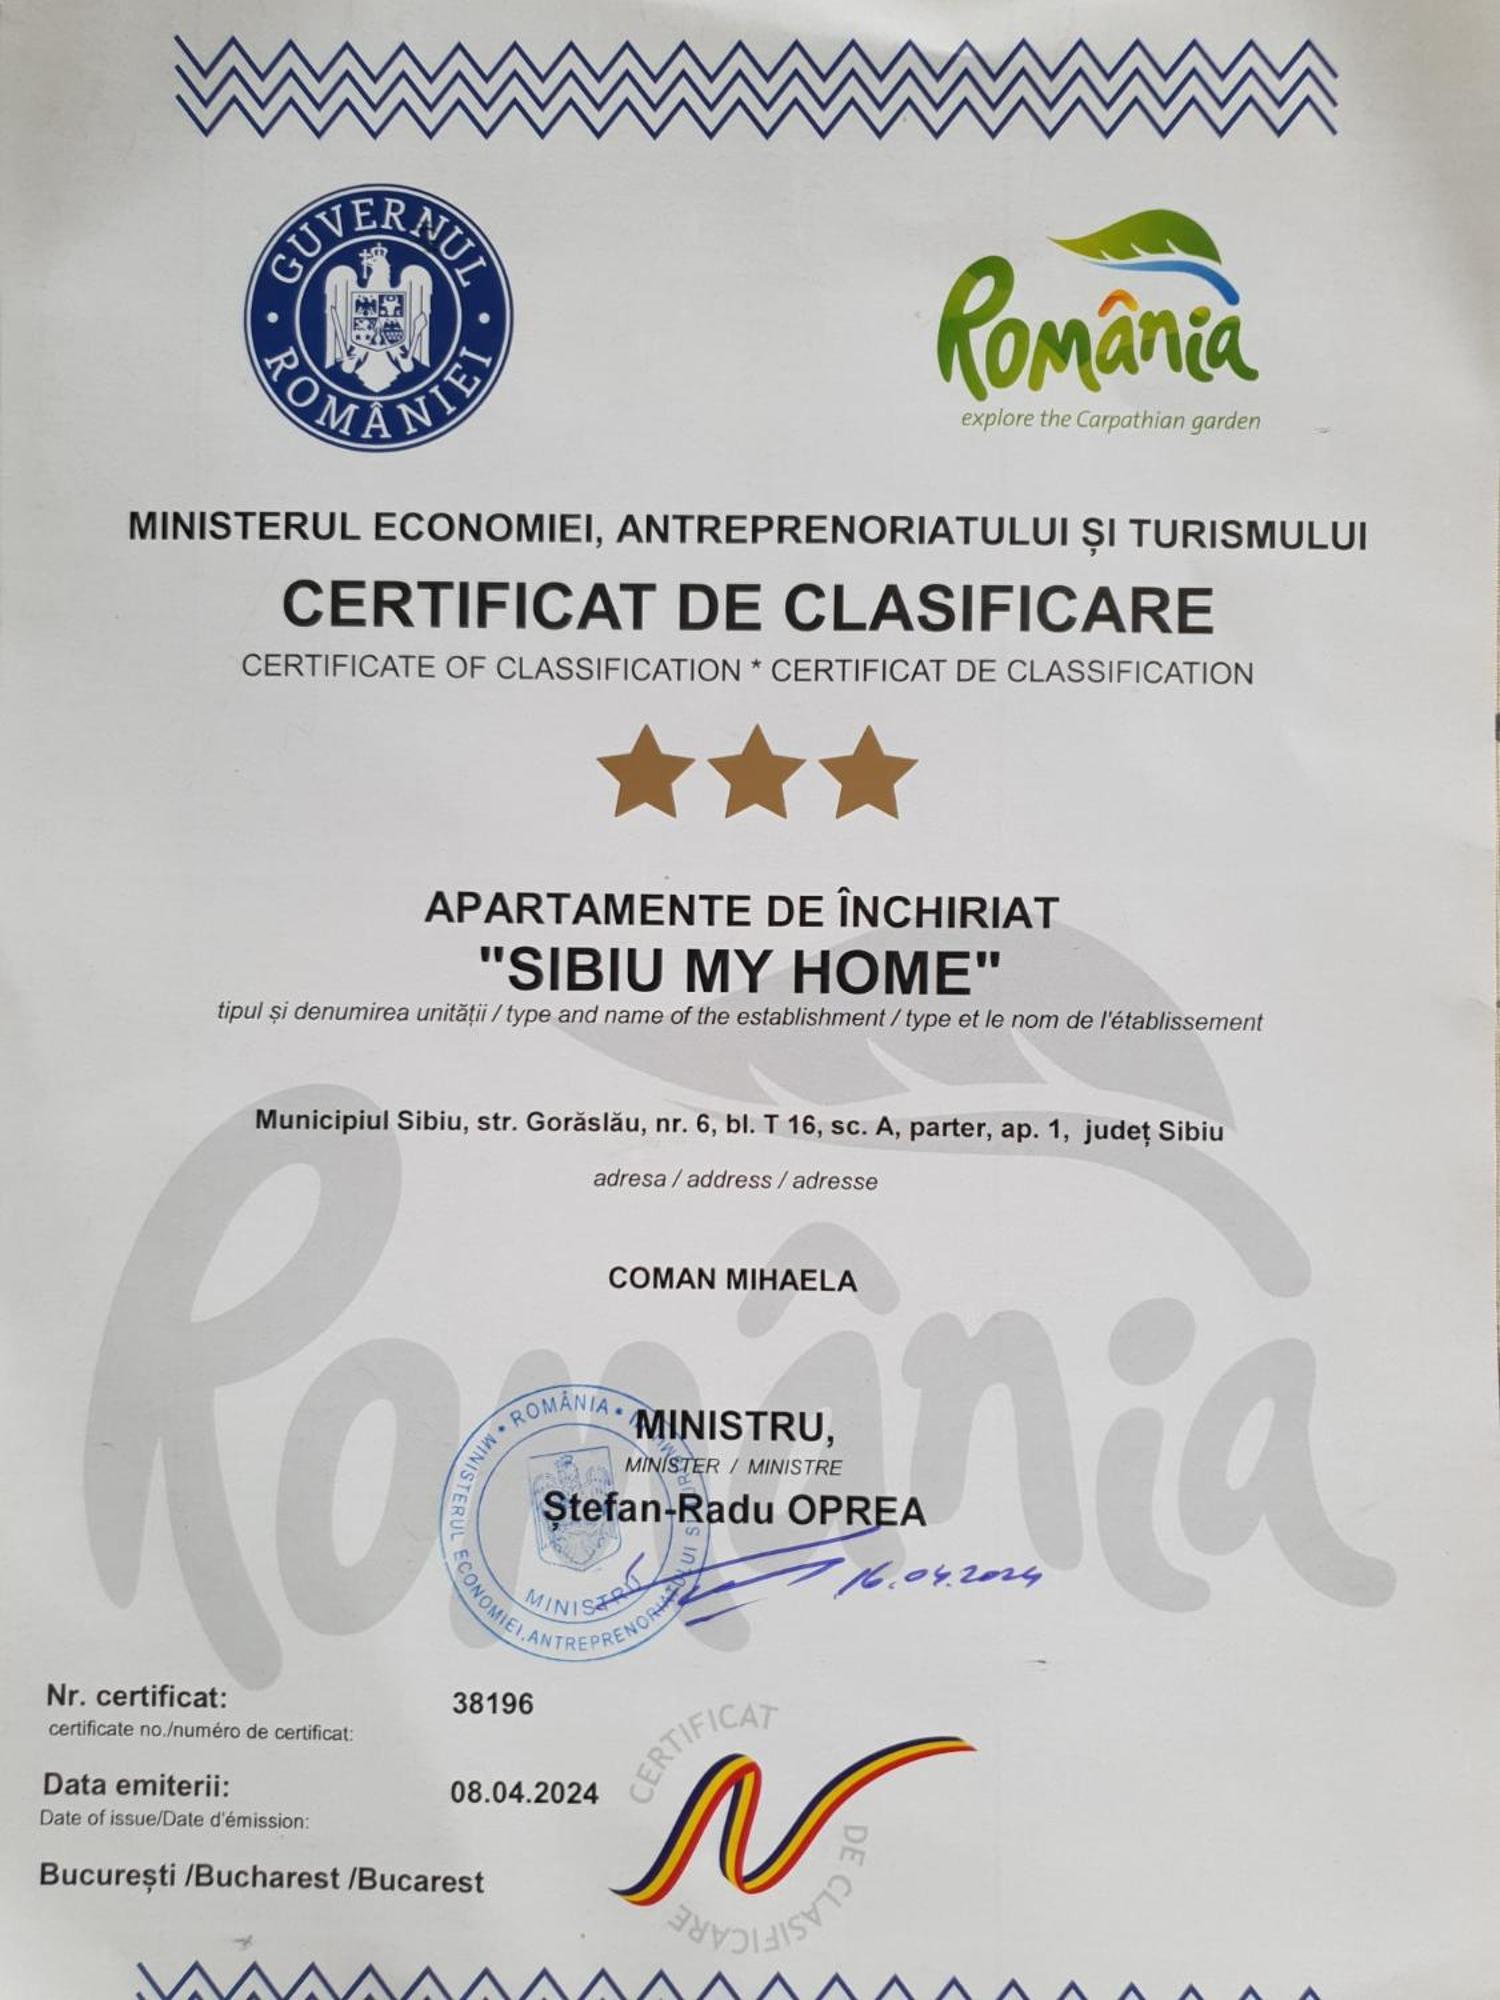 GUVERNUL ROMÂNIEI
România
explore the Carpathian garden
MINISTERUL ECONOMIEI, ANTREPRENORIATULUI ȘI TURISMULUI
CERTIFICAT DE CLASIFICARE
CERTIFICATE OF CLASSIFICATION * CERTIFICAT DE CLASSIFICATION
APARTAMENTE DE ÎNCHIRIAT
"SIBIU MY HOME"
tipul și denumirea unității / type and name of the establishment / type et le nom de l'établissement
Municipiul Sibiu, str. Gorăslău, nr. 6, bl. T 16, sc. A, parter, ap. 1, județ Sibiu
adresa / address / adresse
COMAN MIHAELA
România
MINISTRU,
MINISTER / MINISTRE
Ștefan-Radu OPREA
• ROMÂNIA •
MINISTERUL ECONOMIEI, ANTREPRENORIATULUI
MINISTRU
16.04.2024
Nr. certificat: 38196
certificate no./numéro de certificat:
Data emiterii: 08.04.2024
Date of issue/Date d'émission:
București /Bucharest /Bucarest
CERTIFICAT DE CLASIFICARE